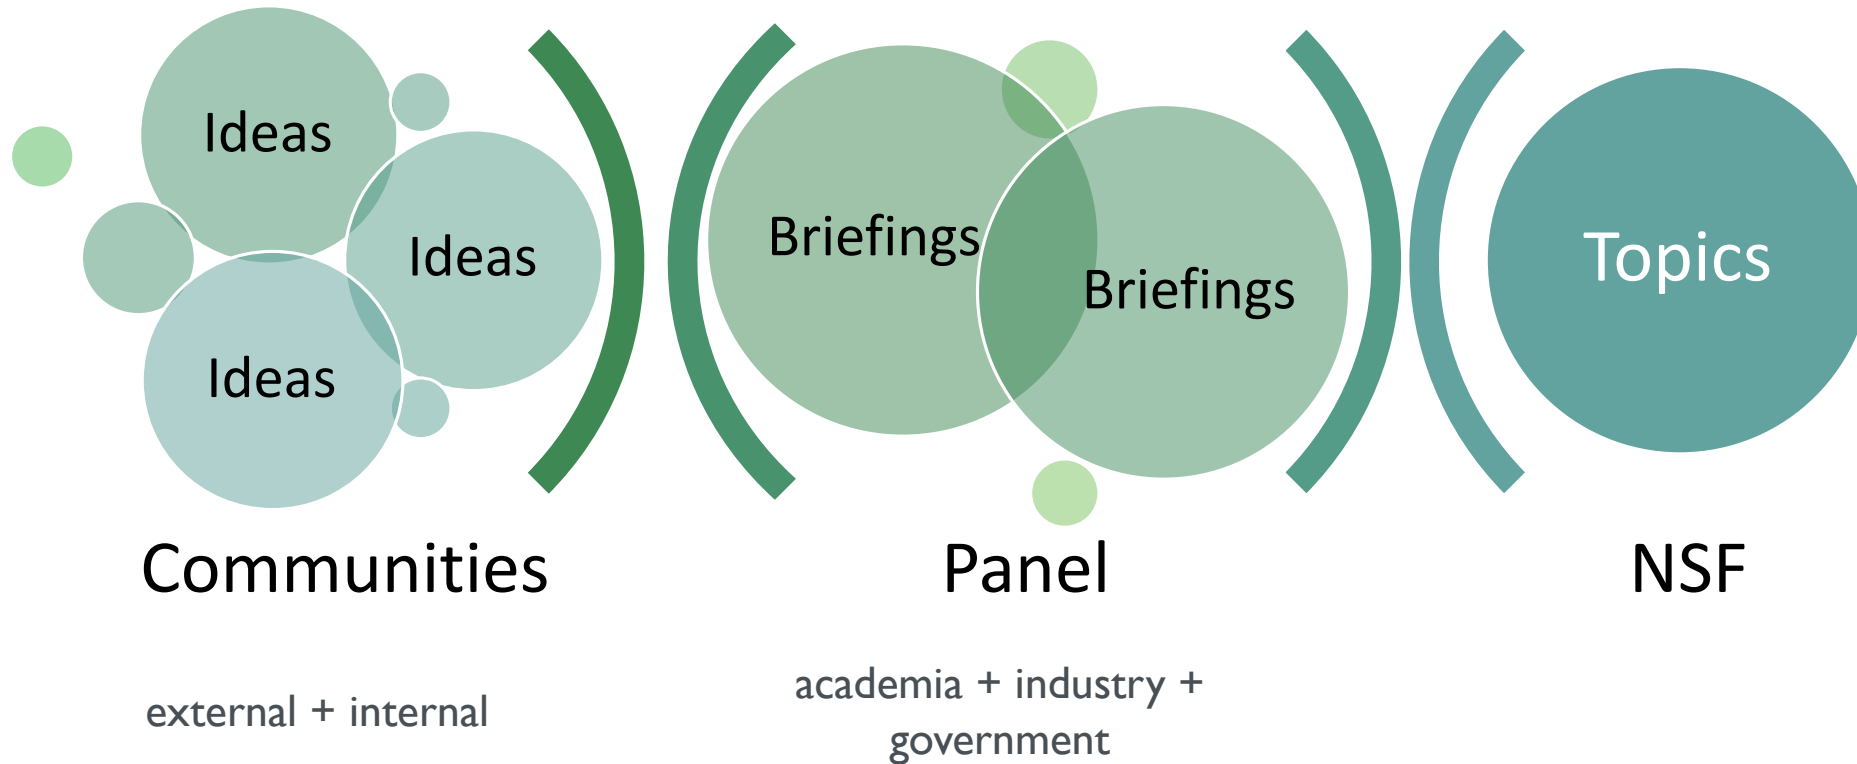 Ideas
Ideas
Ideas
Briefings
Briefings
Topics
Communities
Panel
NSF
external + internal
academia + industry +
government